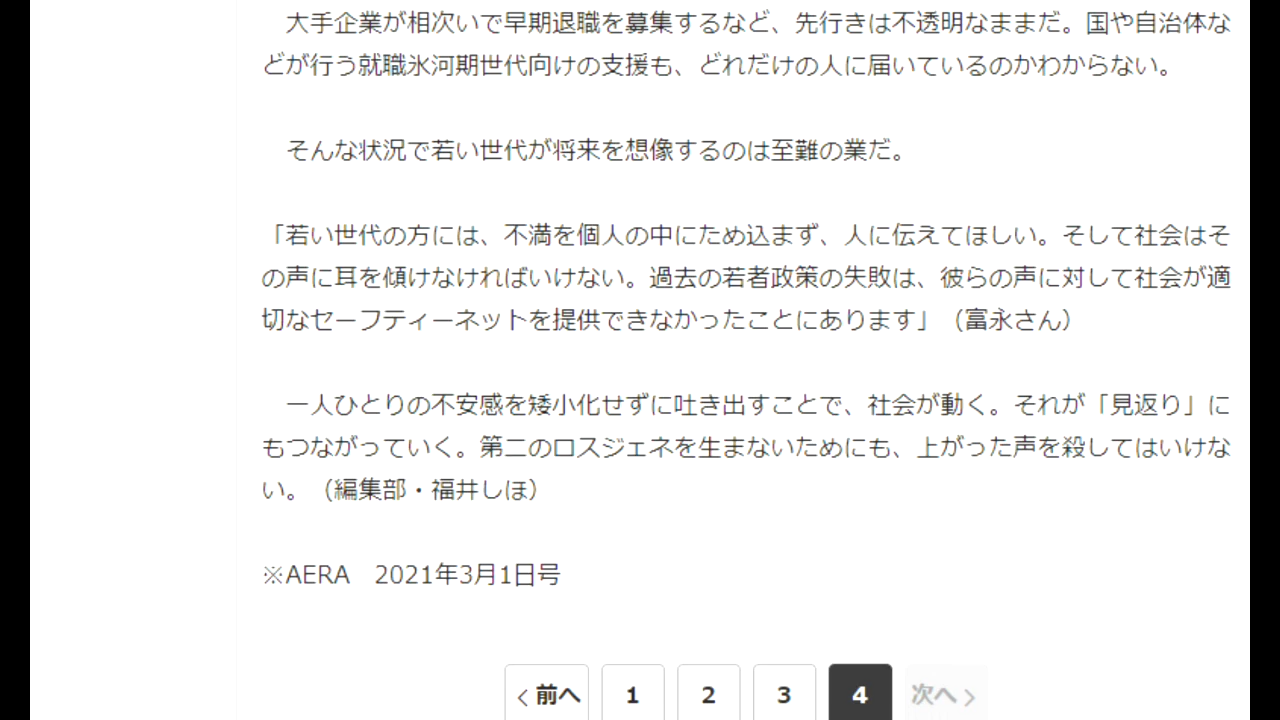 大手企業が相次いで早期退職を募集するなど、先行きは不透明なままだ。国や自治体な
どが行う就職氷河期世代向けの支援も、どれだけの人に届いているのかわからない。
そんな状況で若い世代が将来を想像するのは至難の業だ。
「若い世代の方には、不満を個人の中にため込まず、人に伝えてほしい。そして社会はそ
の声に耳を傾けなければいけない。過去の若者政策の失敗は、彼らの声に対して社会が適
切なセーフティーネットを提供できなかったことにあります」（富永さん）
一人ひとりの不安感を矮小化せずに吐き出すことで、社会が動く。それが「見返り」に
もつながっていく。第二のロスジェネを生まないためにも、上がった声を殺してはいけな
い。（編集部・福井しほ）
※AERA　2021年3月1日号
< 前へ 1 2 3 4 次へ >